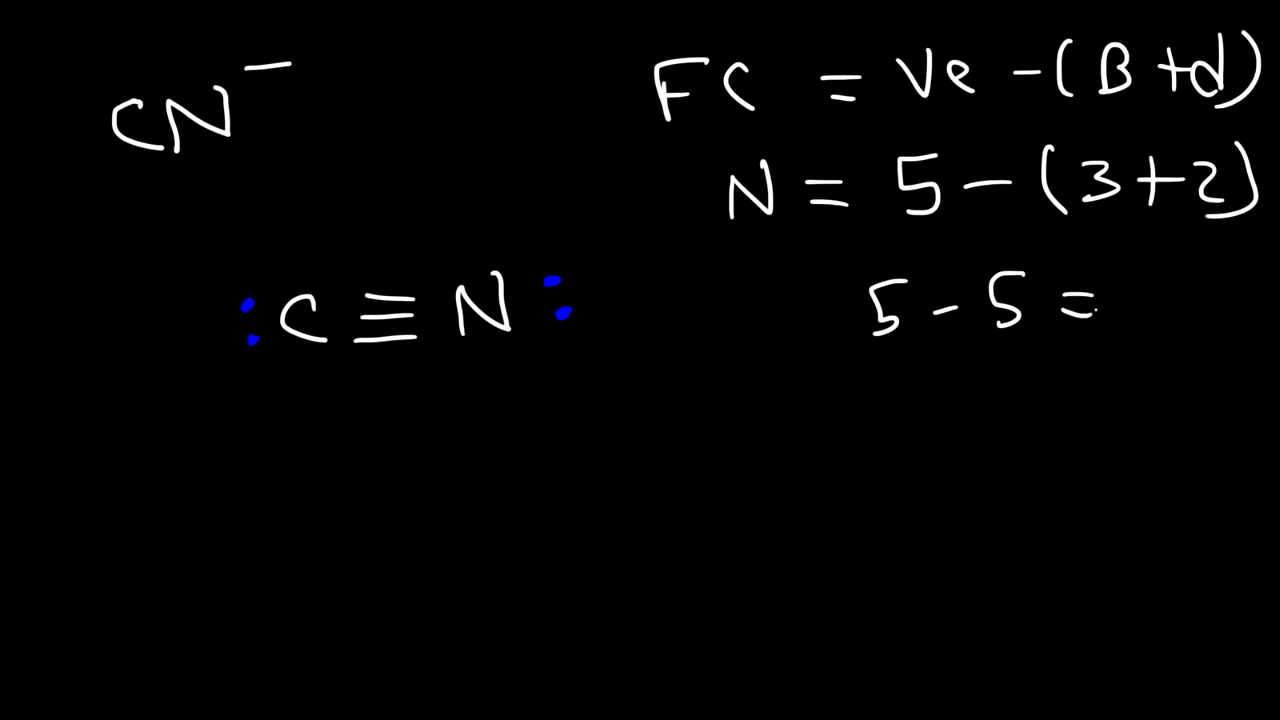 CN⁻
FC = Ve - (B+d)
N = 5 - (3+2)
:C≡N:
5 - 5 =